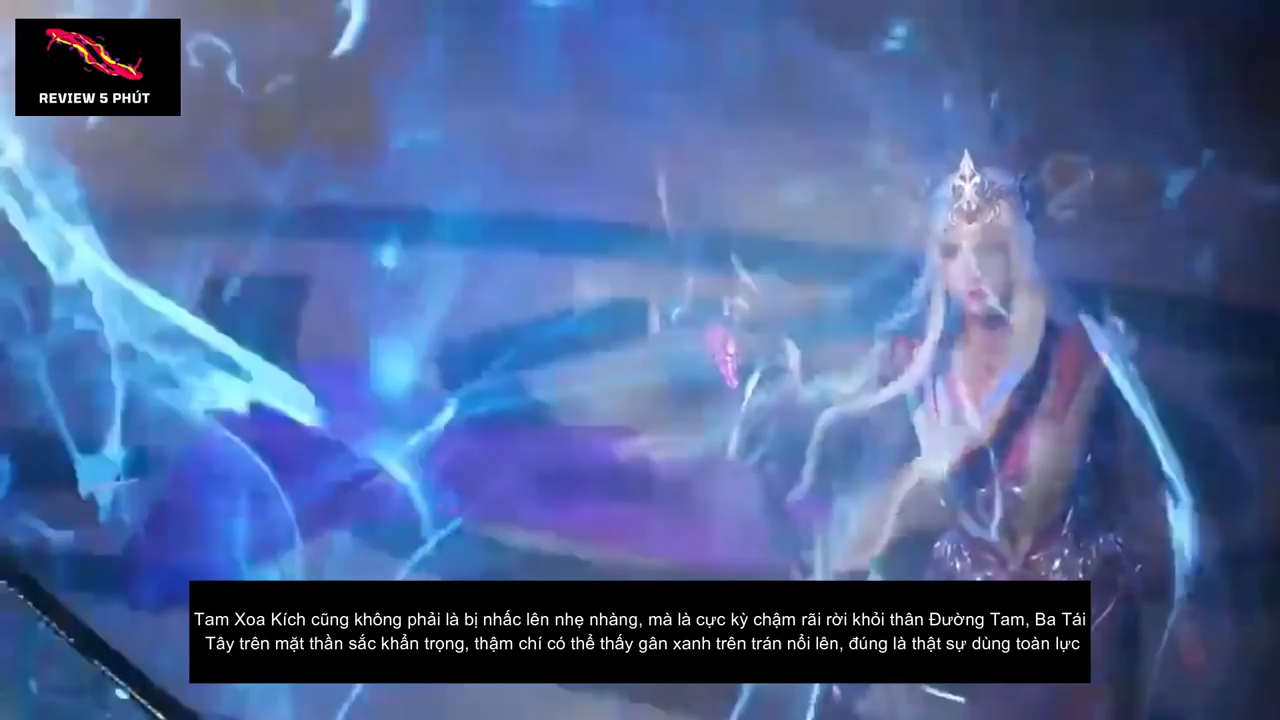 REVIEW 5 PHÚT
Tam Xoa Kích cũng không phải là bị nhấc lên nhẹ nhàng, mà là cực kỳ chậm rãi rời khỏi thân Đường Tam, Ba Tái
Tây trên mặt thần sắc khẩn trọng, thậm chí có thể thấy gân xanh trên trán nổi lên, đúng là thật sự dùng toàn lực